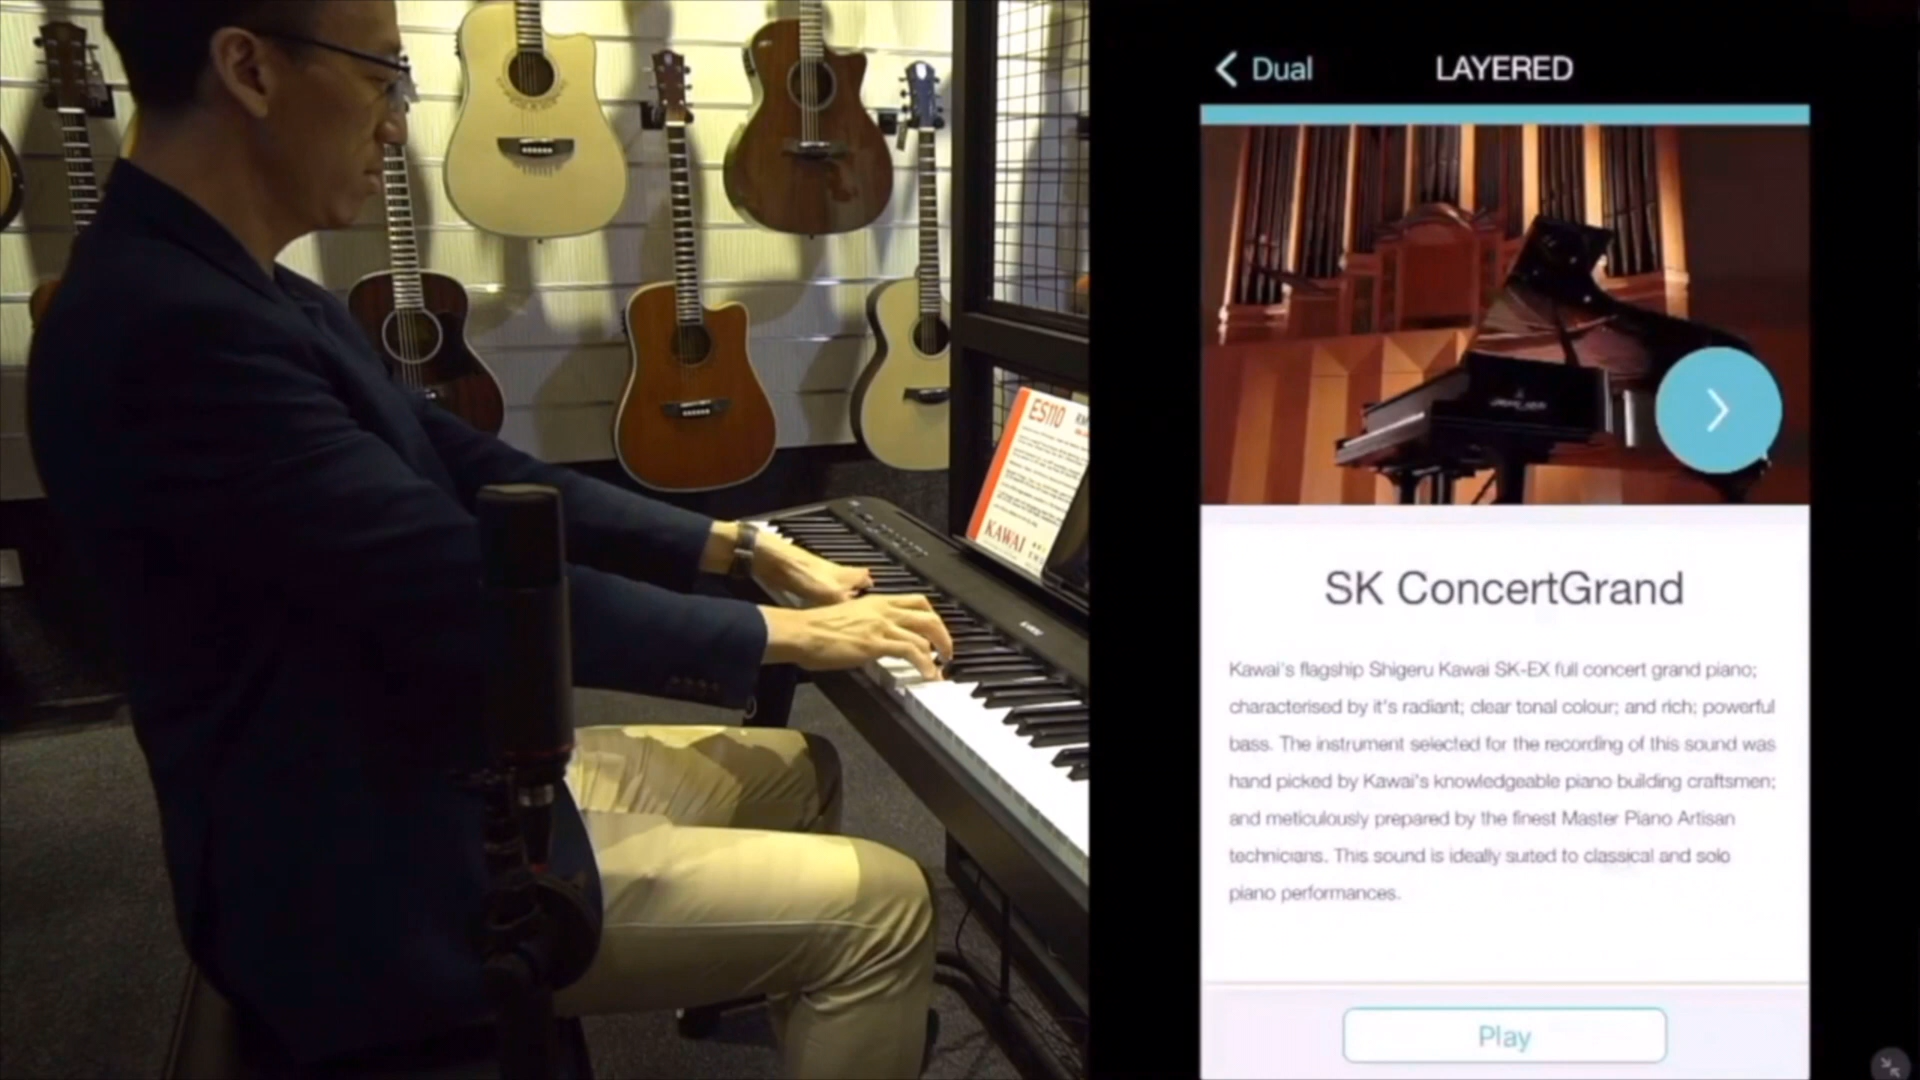 Dual
LAYERED
SK ConcertGrand
Kawai's flagship Shigeru Kawai SK-EX full concert grand piano;
characterised by it's radiant; clear tonal colour; and rich; powerful
bass. The instrument selected for the recording of this sound was
hand picked by Kawai's knowledgeable piano building craftsmen;
and meticulously prepared by the finest Master Piano Artisan
technicians. This sound is ideally suited to classical and solo
piano performances.
Play
ES110
KAWAI